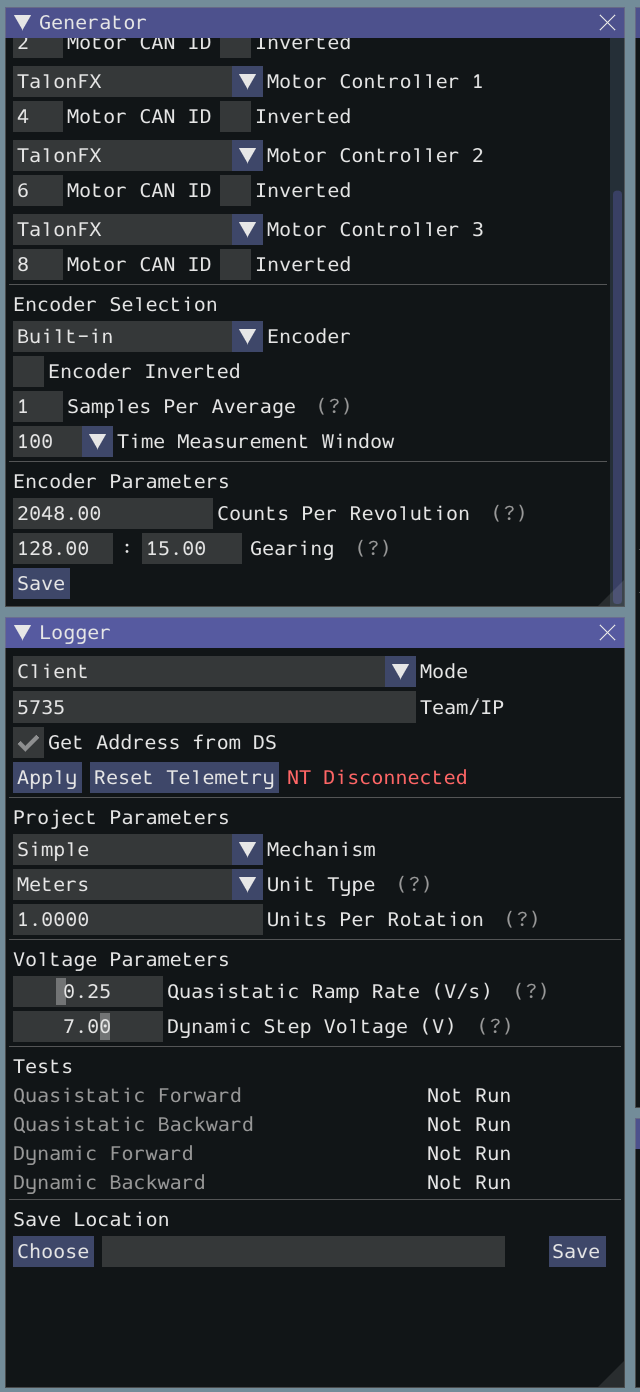 Generator
2 Motor CAN ID Inverted
TalonFX Motor Controller 1
4 Motor CAN ID Inverted
TalonFX Motor Controller 2
6 Motor CAN ID Inverted
TalonFX Motor Controller 3
8 Motor CAN ID Inverted
Encoder Selection
Built-in Encoder
Encoder Inverted
1 Samples Per Average (?)
100 Time Measurement Window
Encoder Parameters
2048.00 Counts Per Revolution (?)
128.00 : 15.00 Gearing (?)
Save
Logger
Client Mode
5735 Team/IP
Get Address from DS
Apply Reset Telemetry NT Disconnected
Project Parameters
Simple Mechanism
Meters Unit Type (?)
1.0000 Units Per Rotation (?)
Voltage Parameters
0.25 Quasistatic Ramp Rate (V/s) (?)
7.00 Dynamic Step Voltage (V) (?)
Tests
Quasistatic Forward Not Run
Quasistatic Backward Not Run
Dynamic Forward Not Run
Dynamic Backward Not Run
Save Location
Choose Save